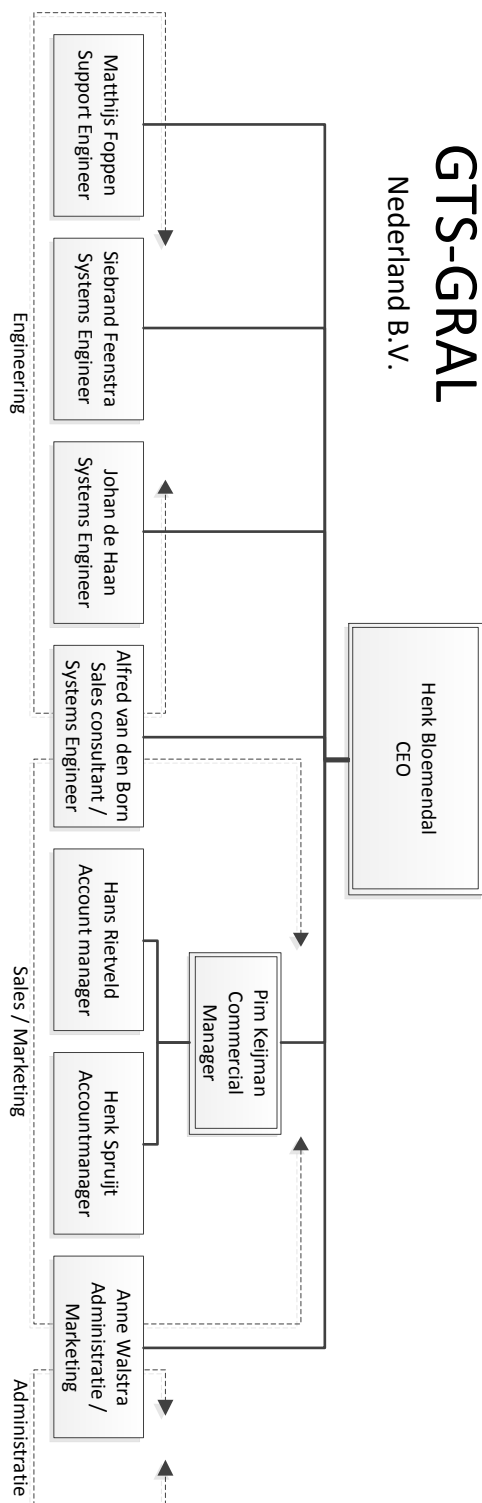 GTS-GRAL
Nederland B.V.
Henk Bloemendal
CEO
Pim Keijman
Commercial
Manager
Matthijs Foppen
Support Engineer
Siebrand Feenstra
Systems Engineer
Johan de Haan
Systems Engineer
Alfred van den Born
Sales consultant /
Systems Engineer
Hans Rietveld
Account manager
Henk Spruijt
Accountmanager
Anne Walstra
Administratie /
Marketing
Engineering
Sales / Marketing
Administratie